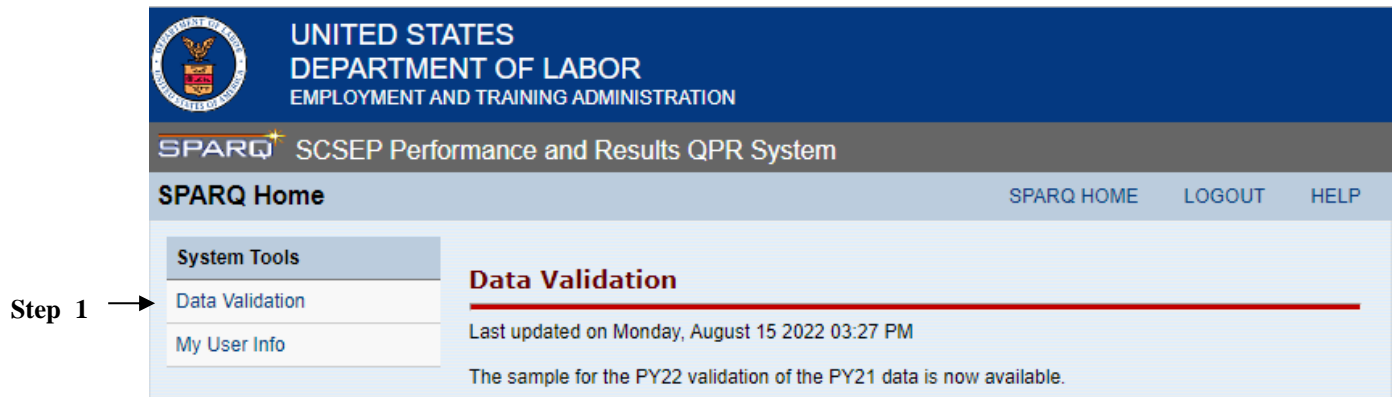 UNITED STATES
DEPARTMENT OF LABOR
EMPLOYMENT AND TRAINING ADMINISTRATION
SPARQ SCSEP Performance and Results QPR System
SPARQ Home SPARQ HOME LOGOUT HELP
System Tools
Data Validation
Step 1 Data Validation
Last updated on Monday, August 15 2022 03:27 PM
My User Info
The sample for the PY22 validation of the PY21 data is now available.